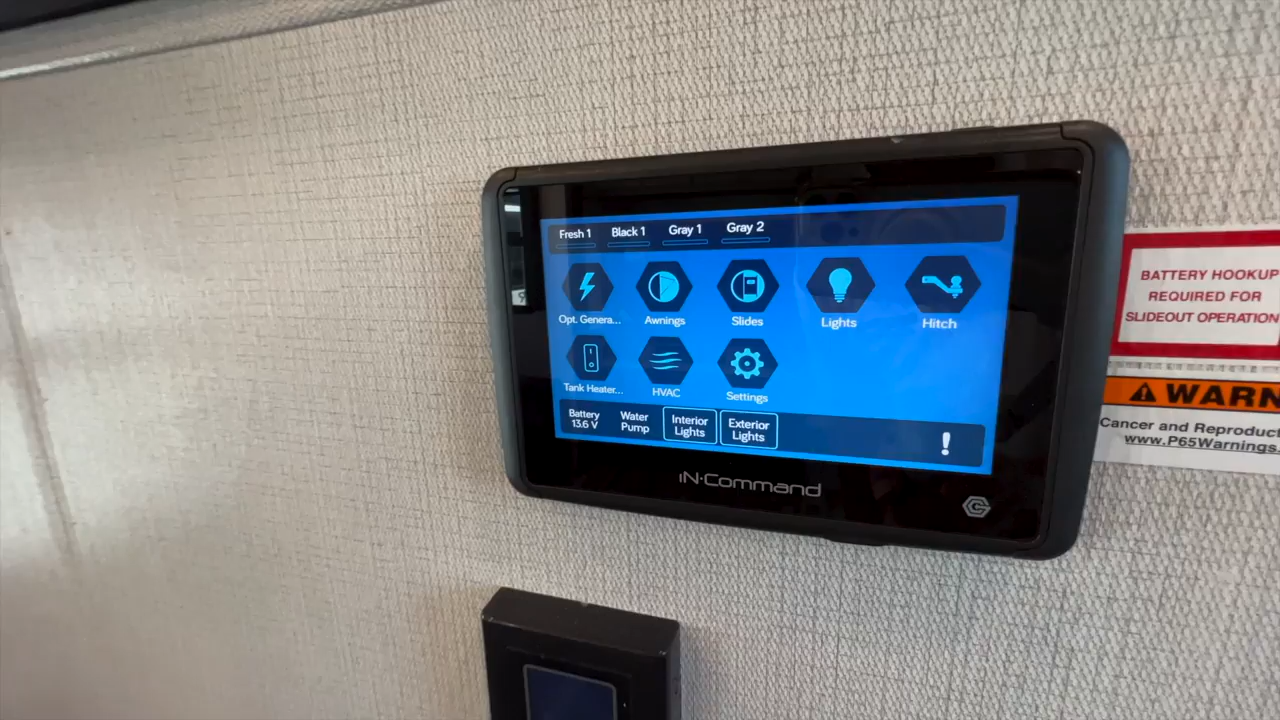 Fresh 1 Black 1 Gray 1 Gray 2
Opt. Genera... Awnings Slides Lights Hitch
Tank Heater... HVAC Settings
Battery
13.6 V
Water
Pump
Interior
Lights
Exterior
Lights
!
iN·Command
BATTERY HOOKUP
REQUIRED FOR
SLIDEOUT OPERATION
WARN
Cancer and Reproduct
www.P65Warnings.